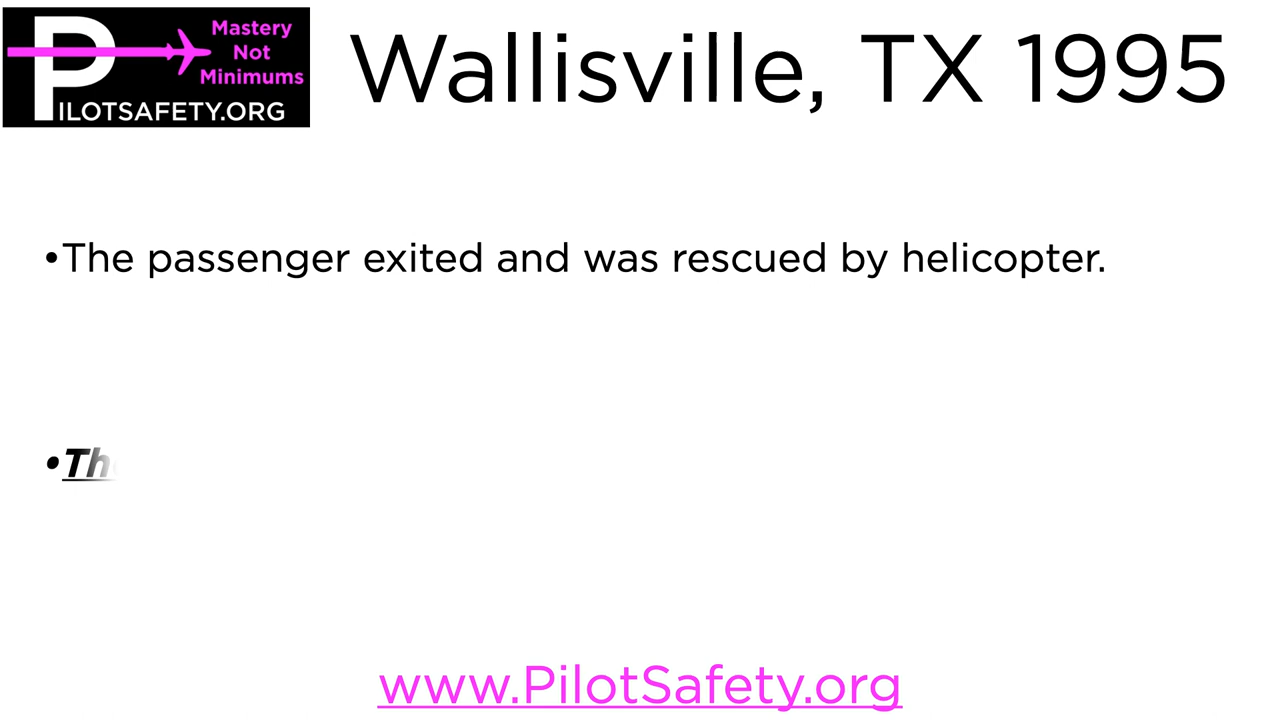 Mastery
Not
Minimums
PILOTSAFETY.ORG
Wallisville, TX 1995
•The passenger exited and was rescued by helicopter.
www.PilotSafety.org